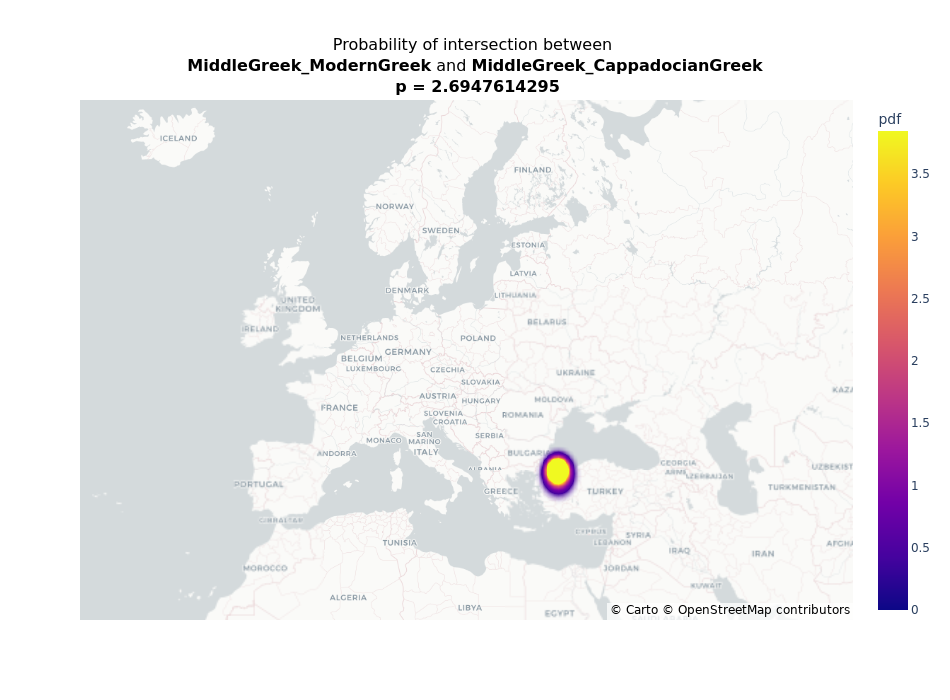 Probability of intersection between
MiddleGreek_ModernGreek and MiddleGreek_CappadocianGreek
p = 2.6947614295
pdf
3.5
3
2.5
2
1.5
1
0.5
0
ICELAND
FINLAND
NORWAY
SWEDEN
ESTONIA
LATVIA
DENMARK
LITHUANIA
UNITED
KINGDOM
BELARUS
IRELAND
NETHERLANDS
POLAND
GERMANY
BELGIUM
LUXEMBOURG
CZECHIA
UKRAINE
SLOVAKIA
KAZA
AUSTRIA
HUNGARY
MOLDOVA
FRANCE
SLOVENIA
ROMANIA
CROATIA
SAN
MARINO
MONACO
SERBIA
ANDORRA
ITALY
BULGARI
GEORGIA
ALBANIA
UZBEKIST
ARM
ZERBAIJAN
PORTUGAL
GREECE
TURKEY
TURKMENISTAN
GIBRALTAR
CYPRUS
SYRIA
TUNISIA
LEBANON
AFGHA
IRAQ
IRAN
MOROCCO
JORDAN
KUWAIT
ALGERIA
LIBYA
EGYPT
© Carto © OpenStreetMap contributors